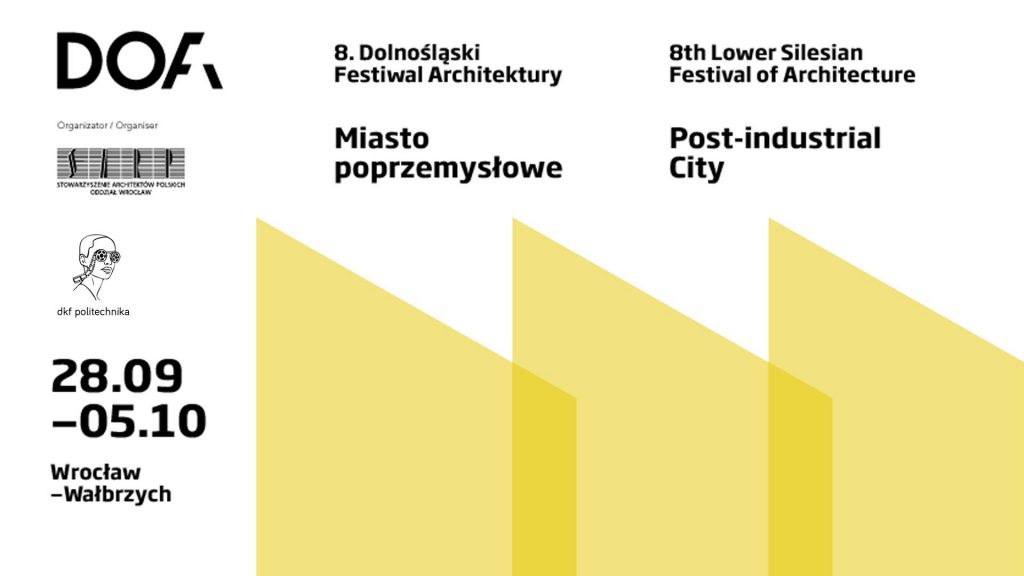 DOFA
Organizator / Organiser
SARP
STOWARZYSZENIE ARCHITEKTÓW POLSKICH
ODDZIAŁ WROCŁAW
dkf politechnika
28.09
–05.10
Wrocław
–Wałbrzych
8. Dolnośląski
Festiwal Architektury
Miasto
poprzemysłowe
8th Lower Silesian
Festival of Architecture
Post-industrial
City